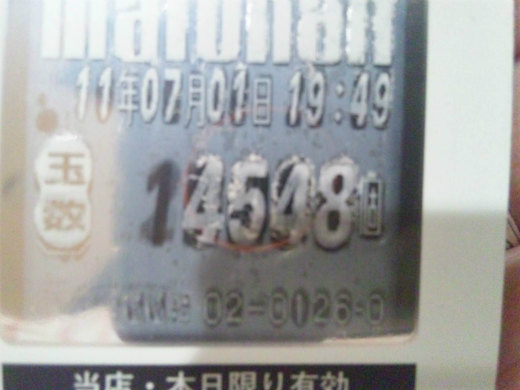 maruhan
11年07月01日 19:49
玉数 14548個
02-0126-0
当店・本日限り有効